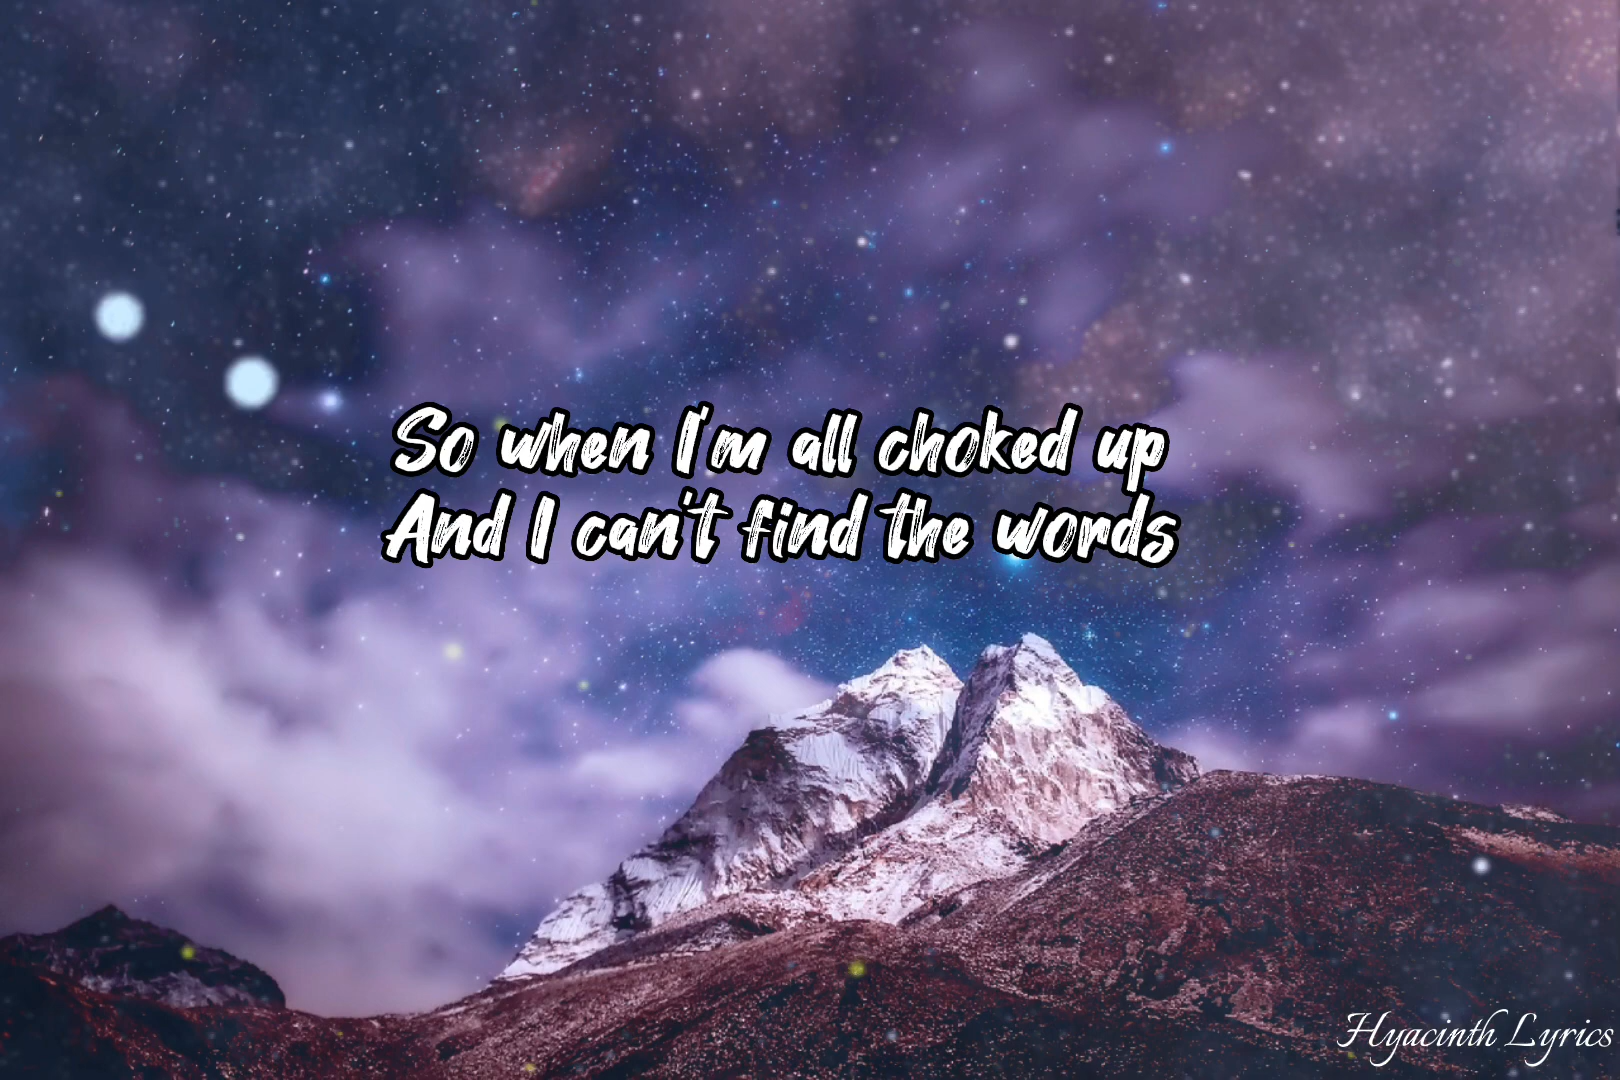 So when I'm all choked up
And I can't find the words
Hyacinth Lyrics